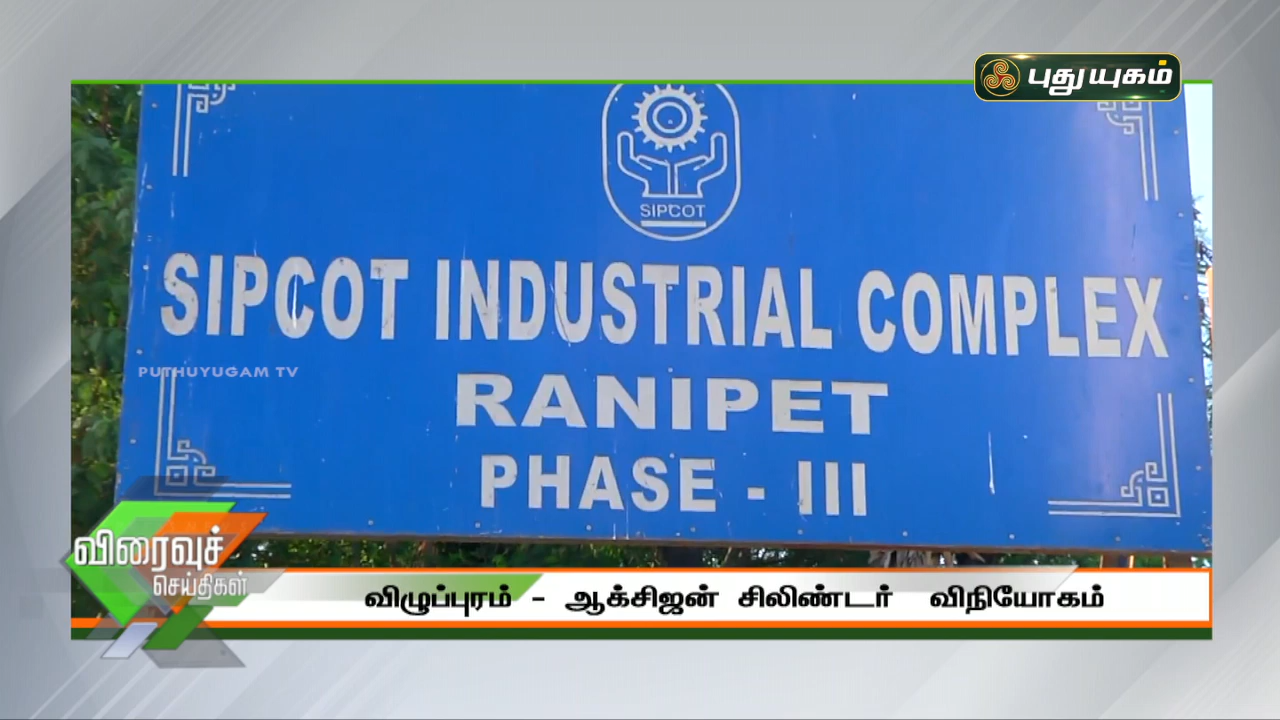 புதுயுகம்
SIPCOT
SIPCOT INDUSTRIAL COMPLEX
PUTHUYUGAM TV
RANIPET
PHASE - III
விரைவுச்
செய்திகள்
விழுப்புரம் - ஆக்சிஜன் சிலிண்டர் விநியோகம்